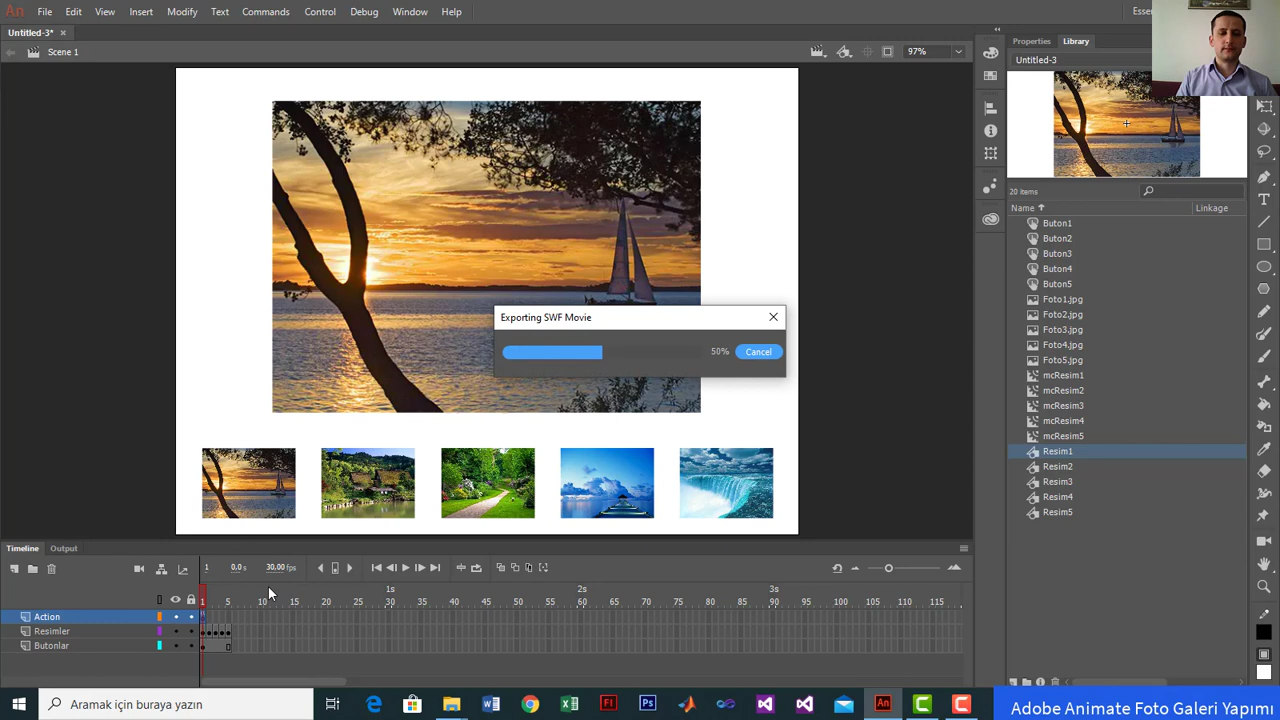 An File Edit View Insert Modify Text Commands Control Debug Window Help
Untitled-3*
Scene 1
97%
Properties Library
Untitled-3
20 items
Name Linkage
Buton1
Buton2
Buton3
Buton4
Buton5
Foto1.jpg
Foto2.jpg
Foto3.jpg
Foto4.jpg
Foto5.jpg
mcResim1
mcResim2
mcResim3
mcResim4
mcResim5
Resim1
Resim2
Resim3
Resim4
Resim5
Exporting SWF Movie
50% Cancel
Timeline Output
1 0.0 s 30.00 fps
1s 2s 3s
1 5 10 15 20 25 30 35 40 45 50 55 60 65 70 75 80 85 90 95 100 105 110 115
Action
Resimler
Butonlar
Aramak için buraya yazın
Fl Ps An
Adobe Animate Foto Galeri Yapımı